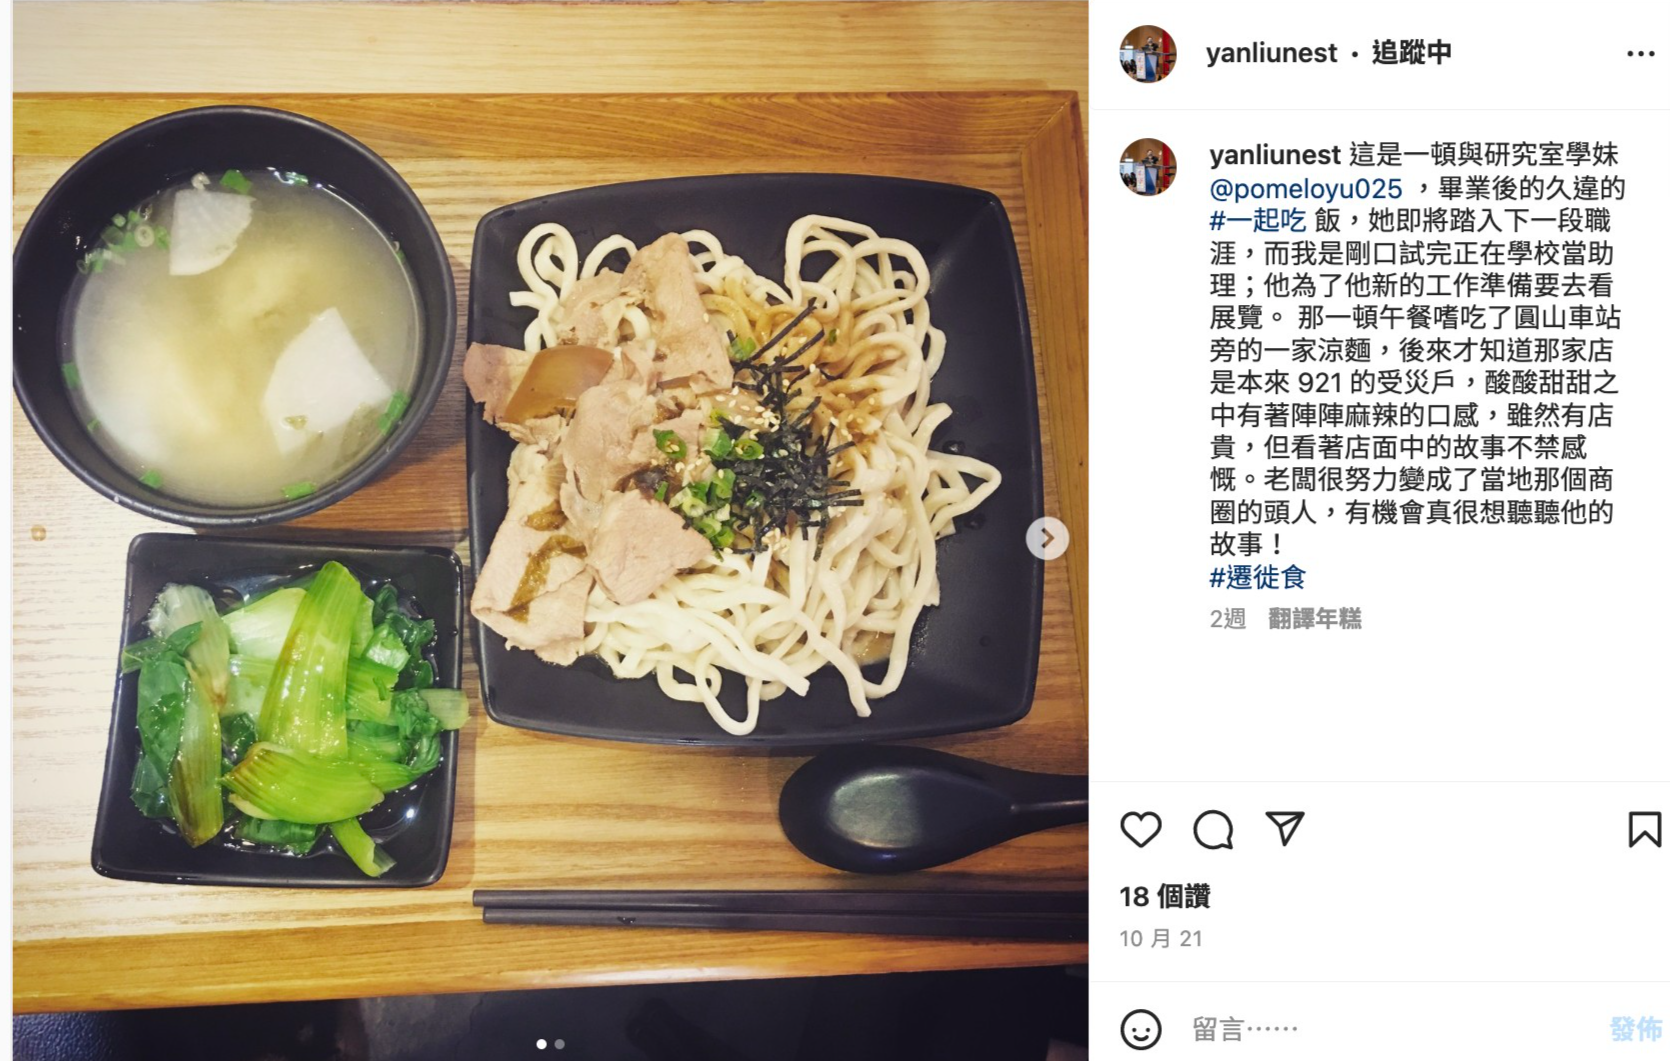 yanliunest • 追蹤中
yanliunest 這是一頓與研究室學妹
@pomeloyu025 ，畢業後的久違的
#一起吃 飯，她即將踏入下一段職
涯，而我是剛口試完正在學校當助
理；他為了他新的工作準備要去看
展覽。 那一頓午餐嗜吃了圓山車站
旁的一家涼麵，後來才知道那家店
是本來 921 的受災戶，酸酸甜甜之
中有著陣陣麻辣的口感，雖然有店
貴，但看著店面中的故事不禁感
慨。老闆很努力變成了當地那個商
圈的頭人，有機會真很想聽聽他的
故事！
#遷徙食
2週 翻譯年糕
18 個讚
10 月 21
留言⋯⋯ 發佈